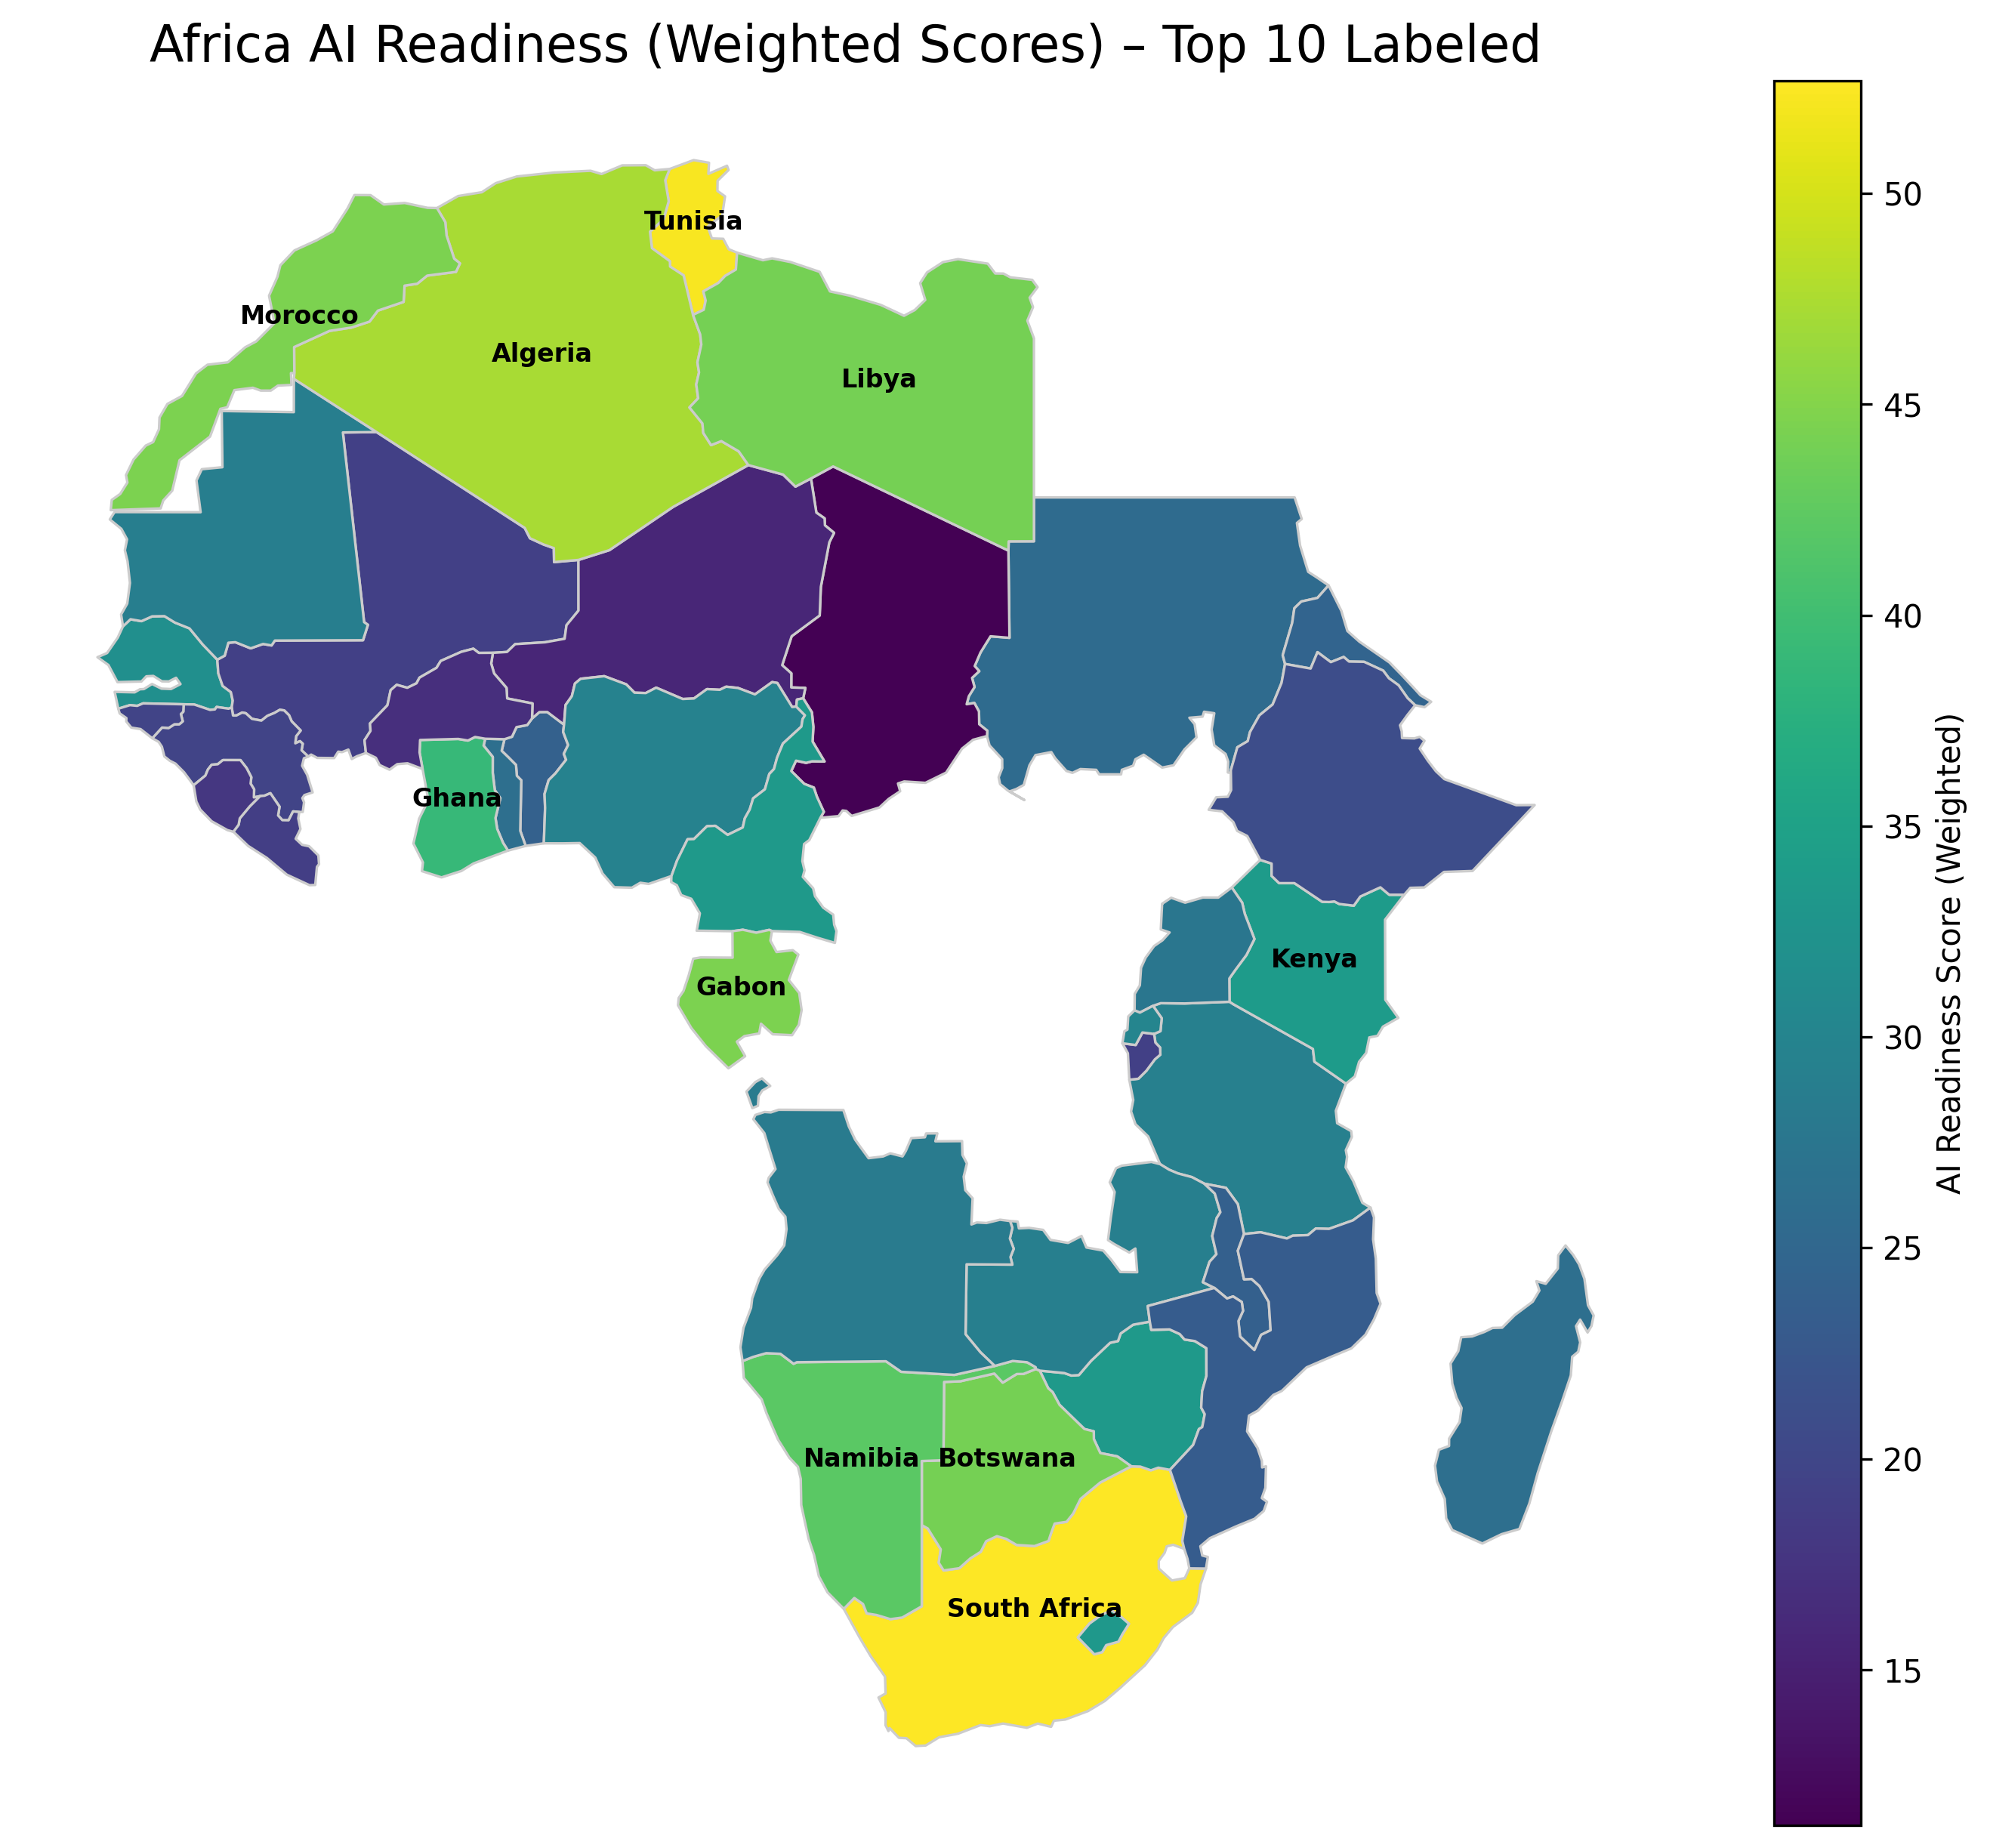 Africa AI Readiness (Weighted Scores) – Top 10 Labeled
Tunisia
Morocco
Algeria
Libya
Ghana
Kenya
Gabon
Namibia
Botswana
South Africa
50
45
40
35
30
25
20
15
AI Readiness Score (Weighted)